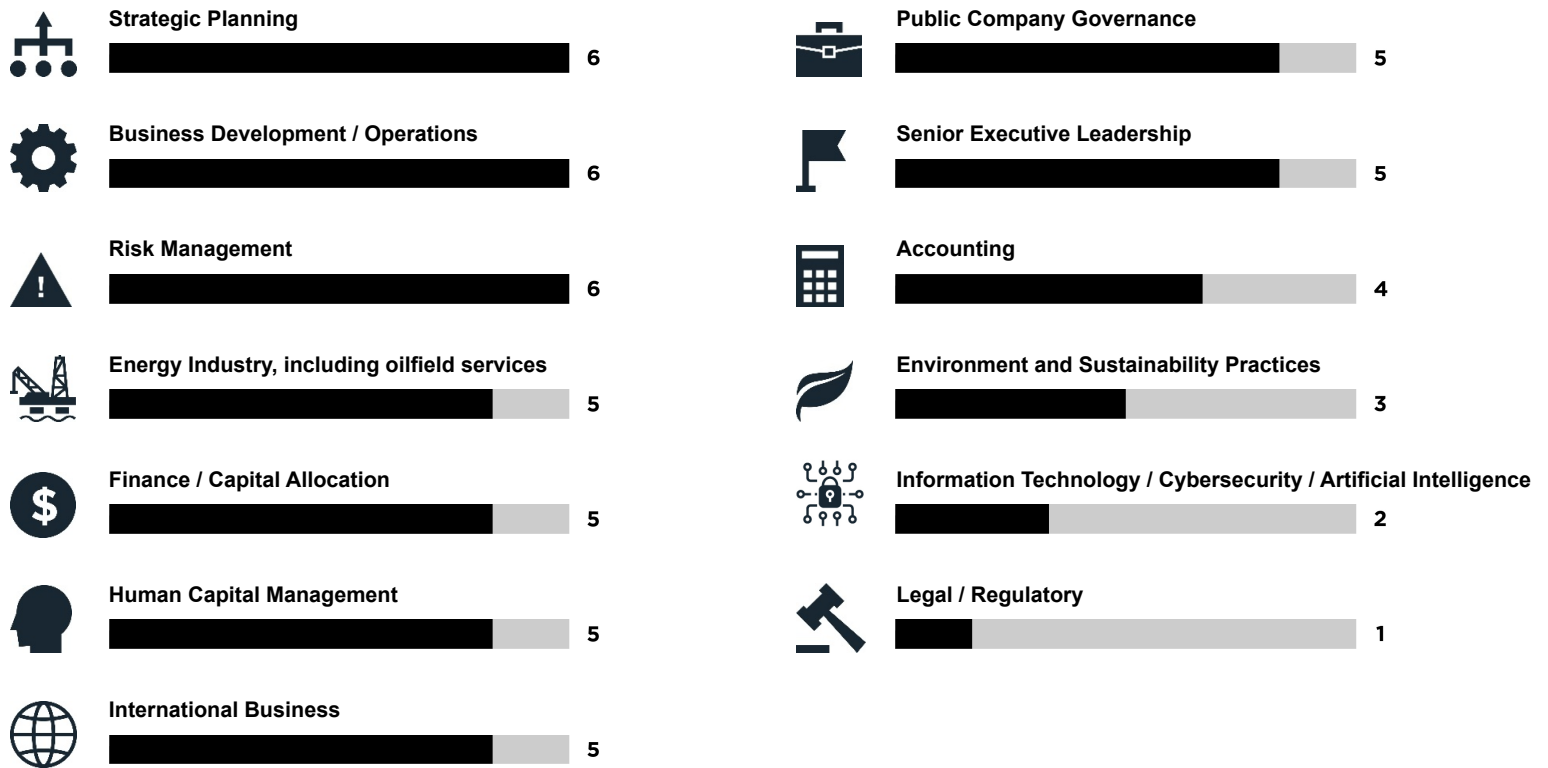 Strategic Planning
6
Business Development / Operations
6
Risk Management
!
6
Energy Industry, including oilfield services
5
Finance / Capital Allocation
$
5
Human Capital Management
5
International Business
5
Public Company Governance
5
Senior Executive Leadership
5
Accounting
4
Environment and Sustainability Practices
3
Information Technology / Cybersecurity / Artificial Intelligence
2
Legal / Regulatory
1